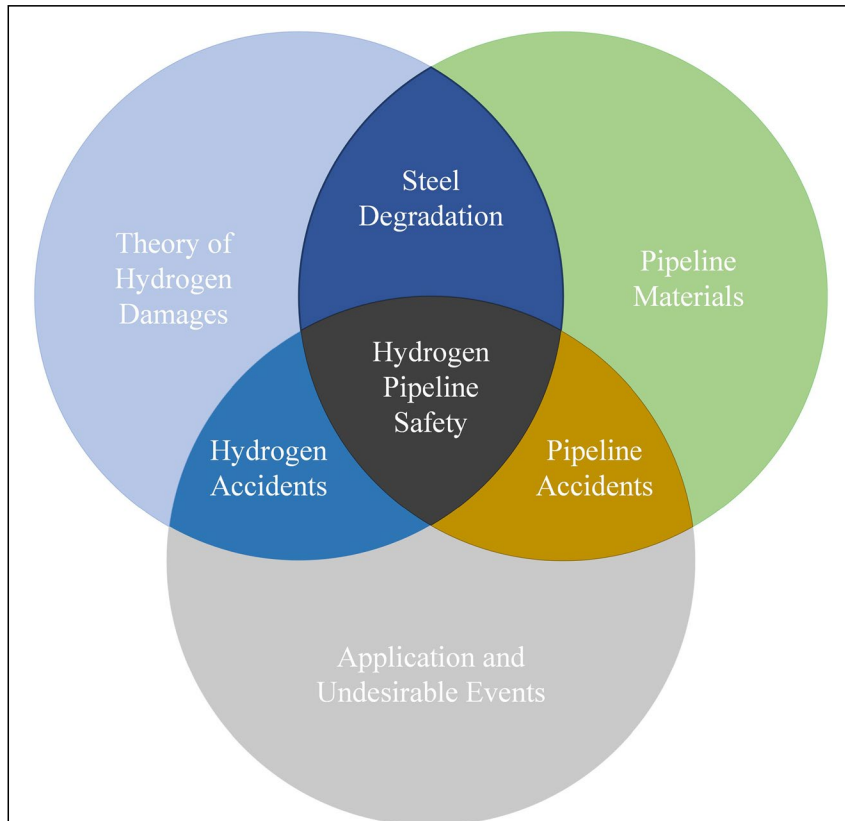 Steel
Degradation
Theory of
Hydrogen
Damages
Pipeline
Materials
Hydrogen
Pipeline
Safety
Hydrogen
Accidents
Pipeline
Accidents
Application and
Undesirable Events